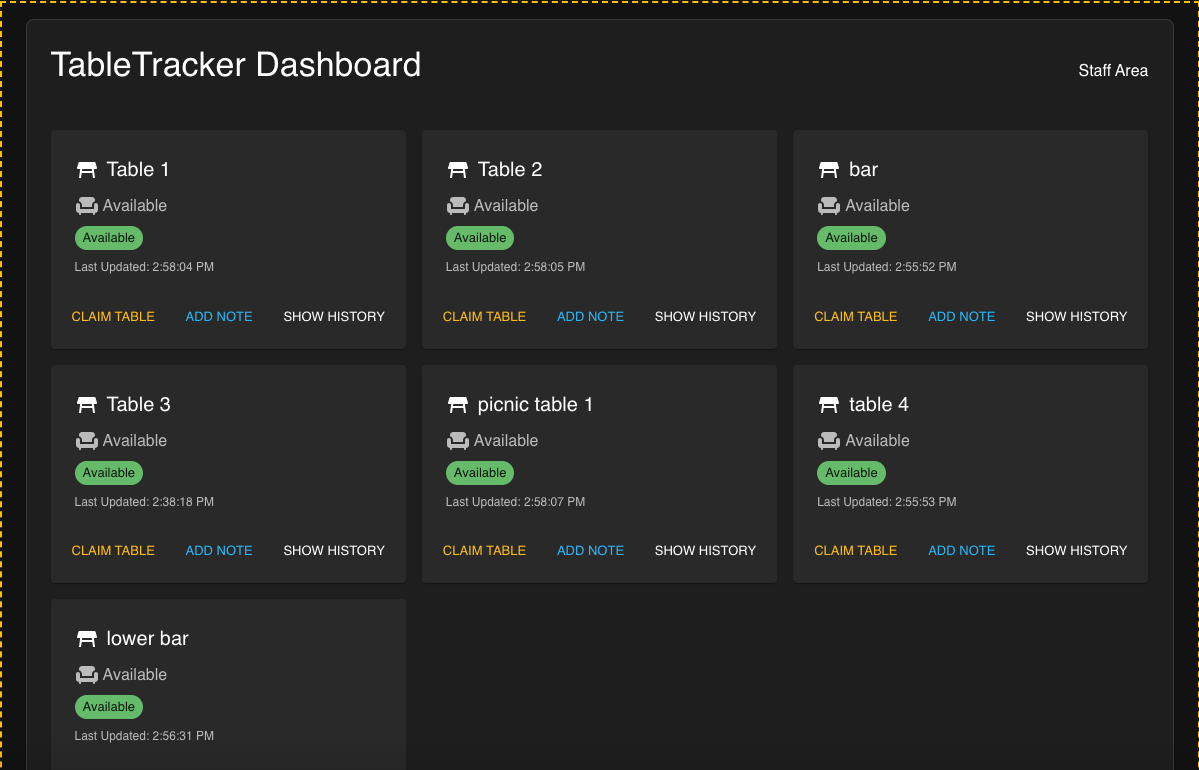 TableTracker Dashboard
Staff Area
Table 1
Available
Available
Last Updated: 2:58:04 PM
CLAIM TABLE ADD NOTE SHOW HISTORY
Table 2
Available
Available
Last Updated: 2:58:05 PM
CLAIM TABLE ADD NOTE SHOW HISTORY
bar
Available
Available
Last Updated: 2:55:52 PM
CLAIM TABLE ADD NOTE SHOW HISTORY
Table 3
Available
Available
Last Updated: 2:38:18 PM
CLAIM TABLE ADD NOTE SHOW HISTORY
picnic table 1
Available
Available
Last Updated: 2:58:07 PM
CLAIM TABLE ADD NOTE SHOW HISTORY
table 4
Available
Available
Last Updated: 2:55:53 PM
CLAIM TABLE ADD NOTE SHOW HISTORY
lower bar
Available
Available
Last Updated: 2:56:31 PM